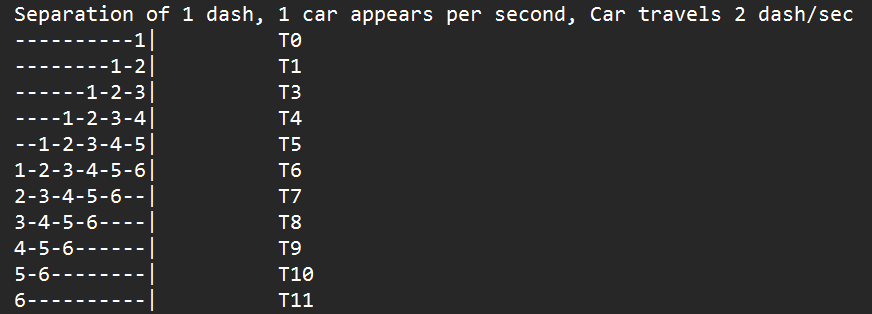 Separation of 1 dash, 1 car appears per second, Car travels 2 dash/sec
----------1|          T0
--------1-2|          T1
------1-2-3|          T3
----1-2-3-4|          T4
--1-2-3-4-5|          T5
1-2-3-4-5-6|          T6
2-3-4-5-6--|          T7
3-4-5-6----|          T8
4-5-6------|          T9
5-6--------|          T10
6----------|          T11